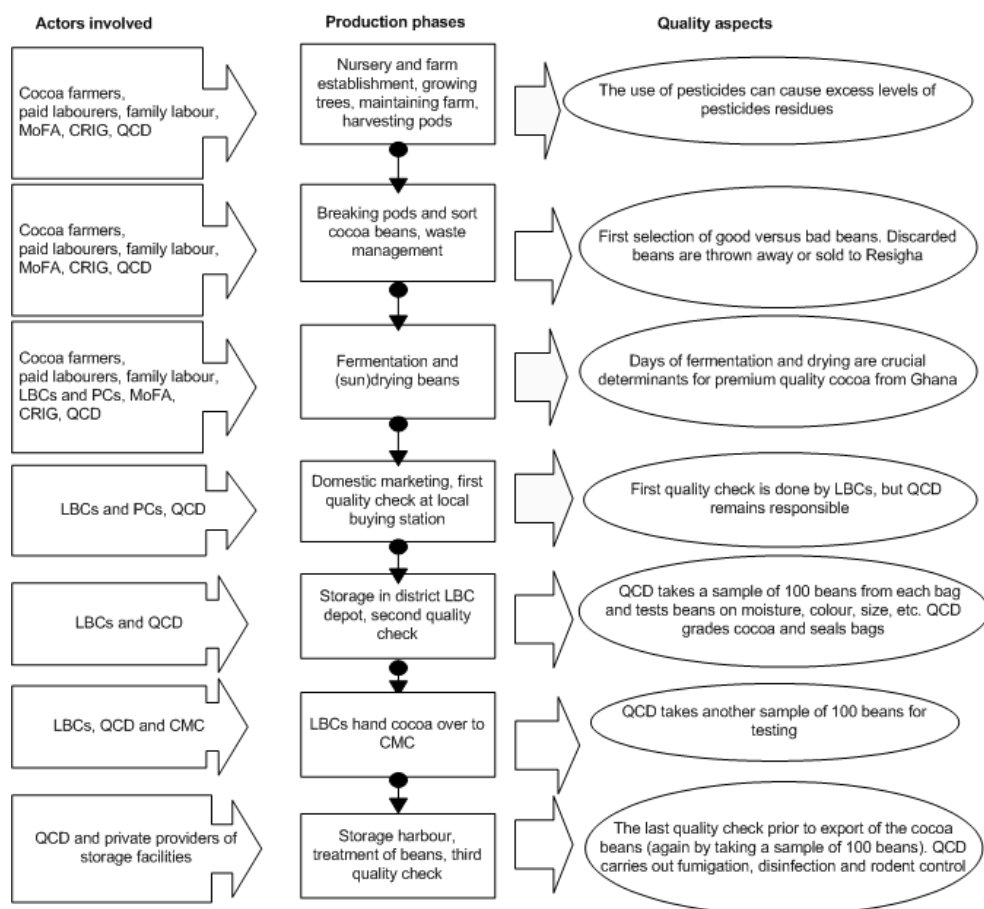 Actors involved
Production phases
Quality aspects
Cocoa farmers,
paid labourers, family labour,
MoFA, CRIG, QCD
Nursery and farm
establishment, growing
trees, maintaining farm,
harvesting pods
The use of pesticides can cause excess levels of
pesticides residues
Cocoa farmers,
paid labourers, family labour,
MoFA, CRIG, QCD
Breaking pods and sort
cocoa beans, waste
management
First selection of good versus bad beans. Discarded
beans are thrown away or sold to Resigha
Cocoa farmers,
paid labourers, family labour,
LBCs and PCs, MoFA,
CRIG, QCD
Fermentation and
(sun)drying beans
Days of fermentation and drying are crucial
determinants for premium quality cocoa from Ghana
LBCs and PCs, QCD
Domestic marketing, first
quality check at local
buying station
First quality check is done by LBCs, but QCD
remains responsible
LBCs and QCD
Storage in district LBC
depot, second quality
check
QCD takes a sample of 100 beans from each bag
and tests beans on moisture, colour, size, etc. QCD
grades cocoa and seals bags
LBCs, QCD and CMC
LBCs hand cocoa over to
CMC
QCD takes another sample of 100 beans for
testing
QCD and private providers of
storage facilities
Storage harbour,
treatment of beans, third
quality check
The last quality check prior to export of the cocoa
beans (again by taking a sample of 100 beans). QCD
carries out fumigation, disinfection and rodent control